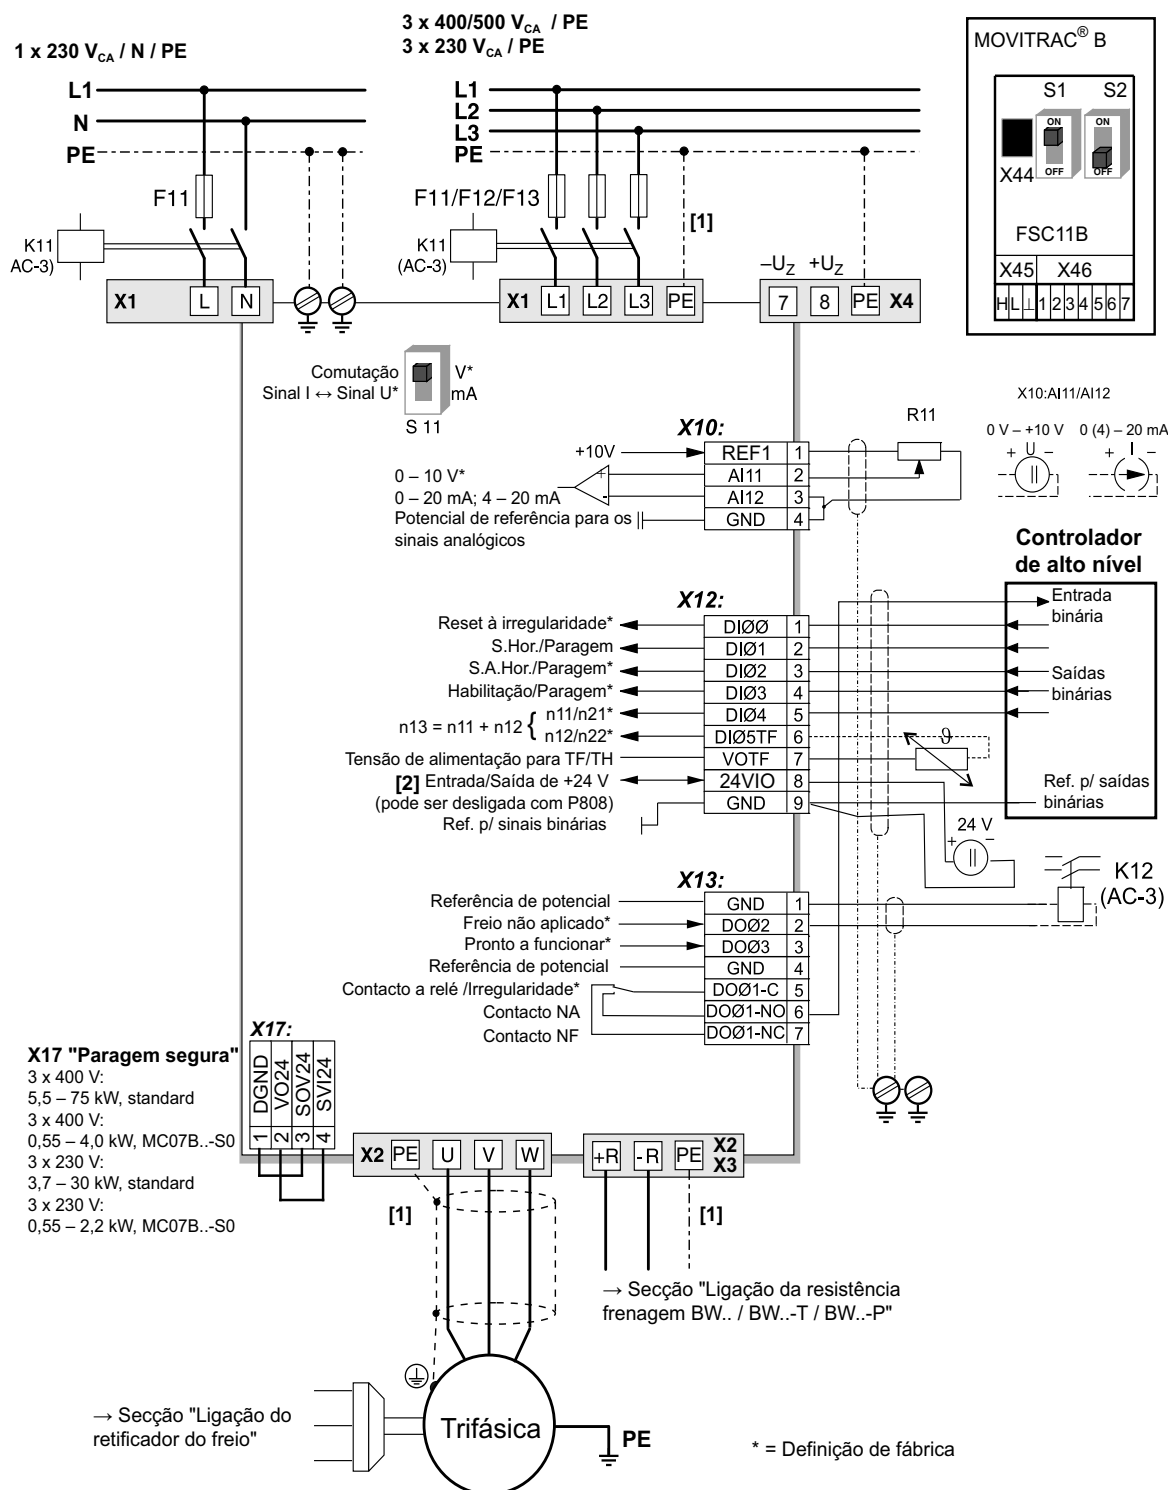 3 x 400/500 VCA / PE
1 x 230 VCA / N / PE
3 x 230 VCA / PE
MOVITRAC® B
L1
N
PE
L1
L2
L3
PE
S1
S2
ON
OFF
ON
OFF
X44
FSC11B
X45
X46
H L ⊥ 1 2 3 4 5 6 7
F11
F11/F12/F13
[1]
K11
(AC-3)
K11
(AC-3)
–UZ
+UZ
X1
L
N
X1
L1
L2
L3
PE
7
8
PE
X4
Comutação
Sinal I ↔ Sinal U*
V*
mA
S 11
X10:AI11/AI12
0 V – +10 V
0 (4) – 20 mA
+ U –
+ I –
R11
X10:
+10V
REF1 1
0 – 10 V*
AI11 2
0 – 20 mA; 4 – 20 mA
+
-
AI12 3
Potencial de referência para os
sinais analógicos
GND 4
Controlador
de alto nível
Entrada
binária
Saídas
binárias
Ref. p/ saídas
binárias
X12:
Reset à irregularidade*
DIØØ 1
S.Hor./Paragem
DIØ1 2
S.A.Hor./Paragem*
DIØ2 3
Habilitação/Paragem*
DIØ3 4
n13 = n11 + n12 {
n11/n21*
DIØ4 5
n12/n22*
DIØ5TF 6
Tensão de alimentação para TF/TH
VOTF 7
ϑ
[2] Entrada/Saída de +24 V
24VIO 8
(pode ser desligada com P808)
GND 9
Ref. p/ sinais binárias
24 V
+
–
K12
(AC-3)
X13:
Referência de potencial
GND 1
Freio não aplicado*
DOØ2 2
Pronto a funcionar*
DOØ3 3
Referência de potencial
GND 4
Contacto a relé /Irregularidade*
DOØ1-C 5
Contacto NA
DOØ1-NO 6
Contacto NF
DOØ1-NC 7
X17:
DGND 1
VO24 2
SOV24 3
SVI24 4
X17 "Paragem segura"
3 x 400 V:
5,5 – 75 kW, standard
3 x 400 V:
0,55 – 4,0 kW, MC07B..-S0
3 x 230 V:
3,7 – 30 kW, standard
3 x 230 V:
0,55 – 2,2 kW, MC07B..-S0
X2
PE
U
V
W
+R
-R
PE
X2
X3
[1]
[1]
→ Secção "Ligação da resistência
frenagem BW.. / BW..-T / BW..-P"
→ Secção "Ligação do
retificador do freio"
Trifásica
PE
* = Definição de fábrica